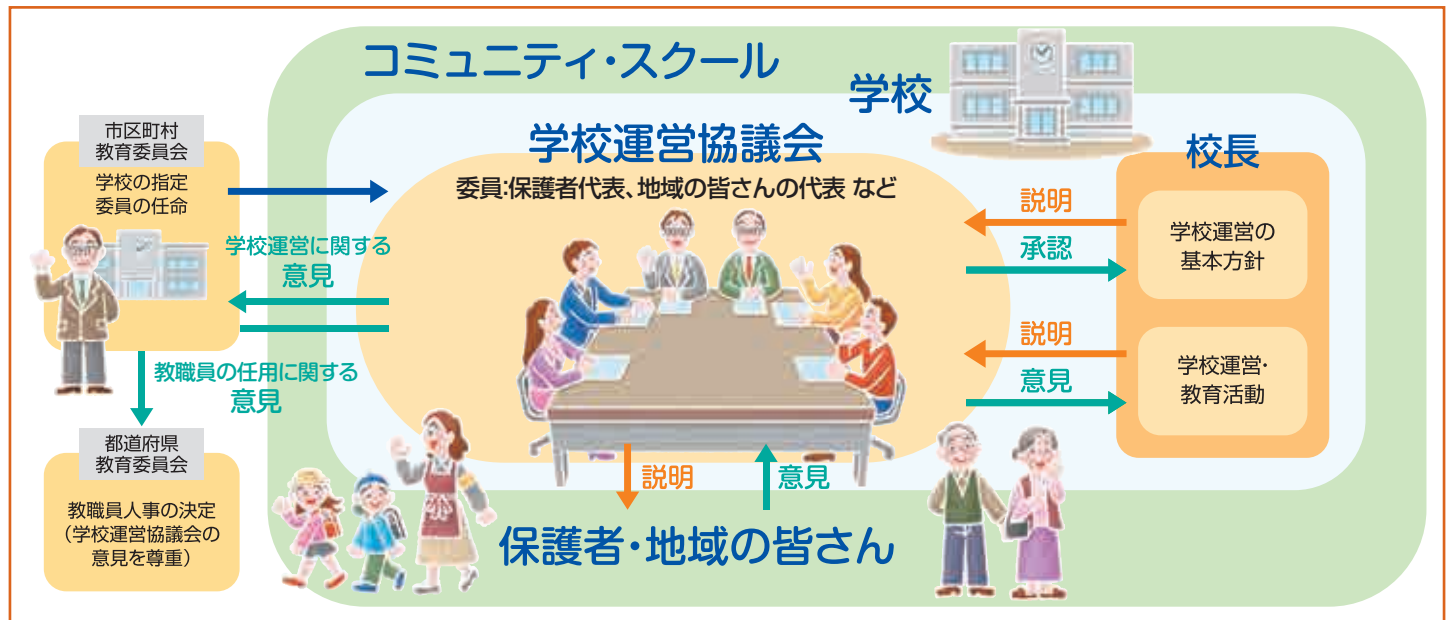 コミュニティ・スクール
学校
学校運営協議会
委員:保護者代表、地域の皆さんの代表 など
市区町村
教育委員会
学校の指定
委員の任命
学校運営に関する
意見
教職員の任用に関する
意見
都道府県
教育委員会
教職員人事の決定
(学校運営協議会の
意見を尊重)
校長
説明
承認
学校運営の
基本方針
説明
意見
学校運営・
教育活動
説明
意見
保護者・地域の皆さん